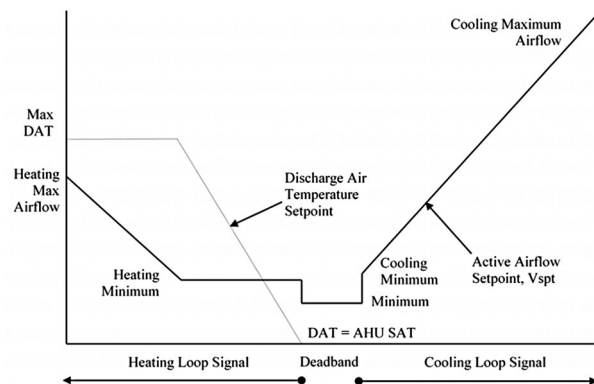 Cooling Maximum
Airflow
Max
DAT
Heating
Max
Airflow
Discharge Air
Temperature
Setpoint
Heating
Minimum
Cooling
Minimum
Active Airflow
Setpoint, Vspt
Minimum
DAT = AHU SAT
Heating Loop Signal
Deadband
Cooling Loop Signal